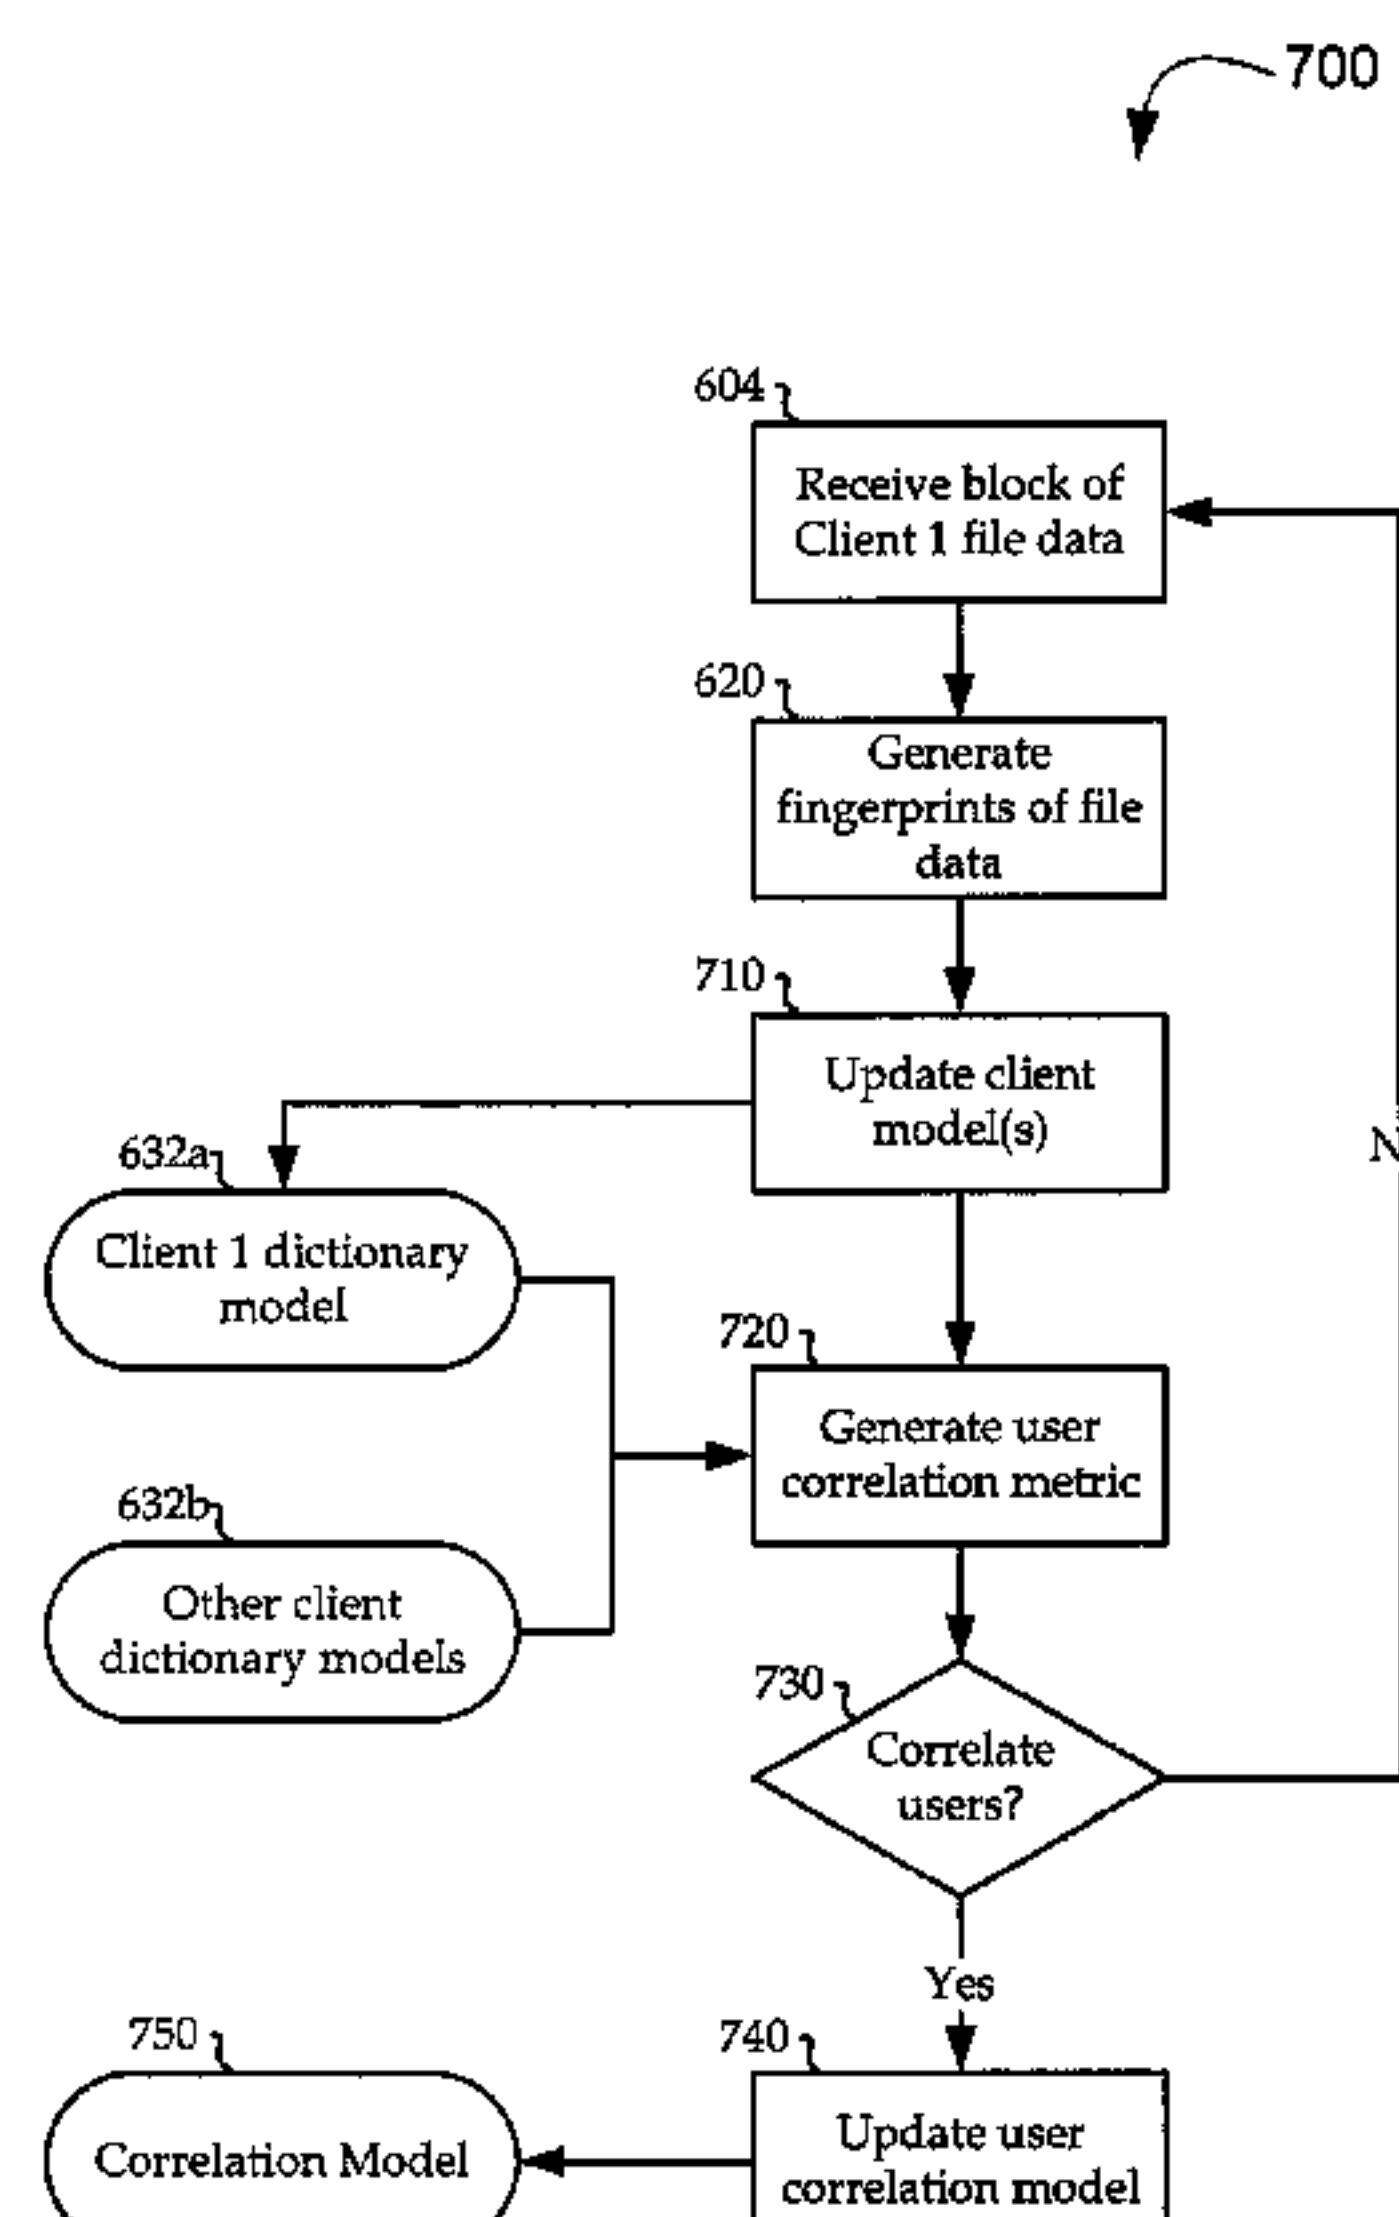 700
604
Receive block of
Client 1 file data
620
Generate
fingerprints of file
data
710
Update client
model(s)
632a
Client 1 dictionary
model
720
Generate user
correlation metric
632b
Other client
dictionary models
730
Correlate
users?
Yes
750
Correlation Model
740
Update user
correlation model